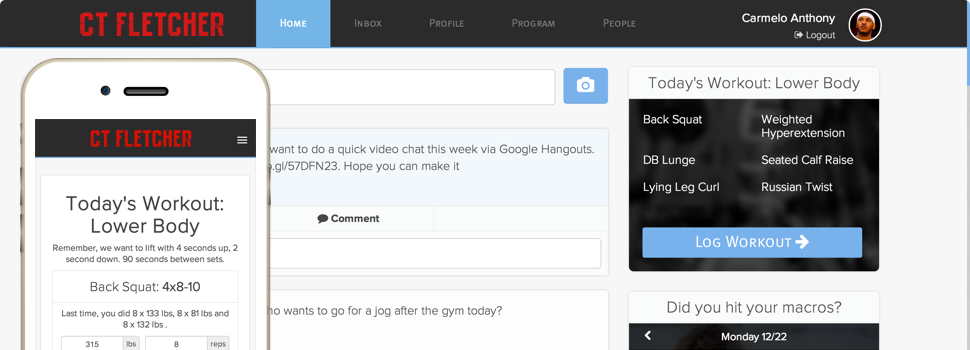 CT FLETCHER
Home
Inbox
Profile
Program
People
Carmelo Anthony
Logout
CT FLETCHER
Today's Workout:
Lower Body
Remember, we want to lift with 4 seconds up, 2
second down. 90 seconds between sets.
Back Squat: 4x8-10
Last time, you did 8 x 133 lbs, 8 x 81 lbs and
8 x 132 lbs .
315 lbs 8 reps
want to do a quick video chat this week via Google Hangouts.
.gl/57DFN23. Hope you can make it
Comment
wants to go for a jog after the gym today?
Today's Workout: Lower Body
Back Squat
Weighted
Hyperextension
DB Lunge
Seated Calf Raise
Lying Leg Curl
Russian Twist
Log Workout
Did you hit your macros?
Monday 12/22